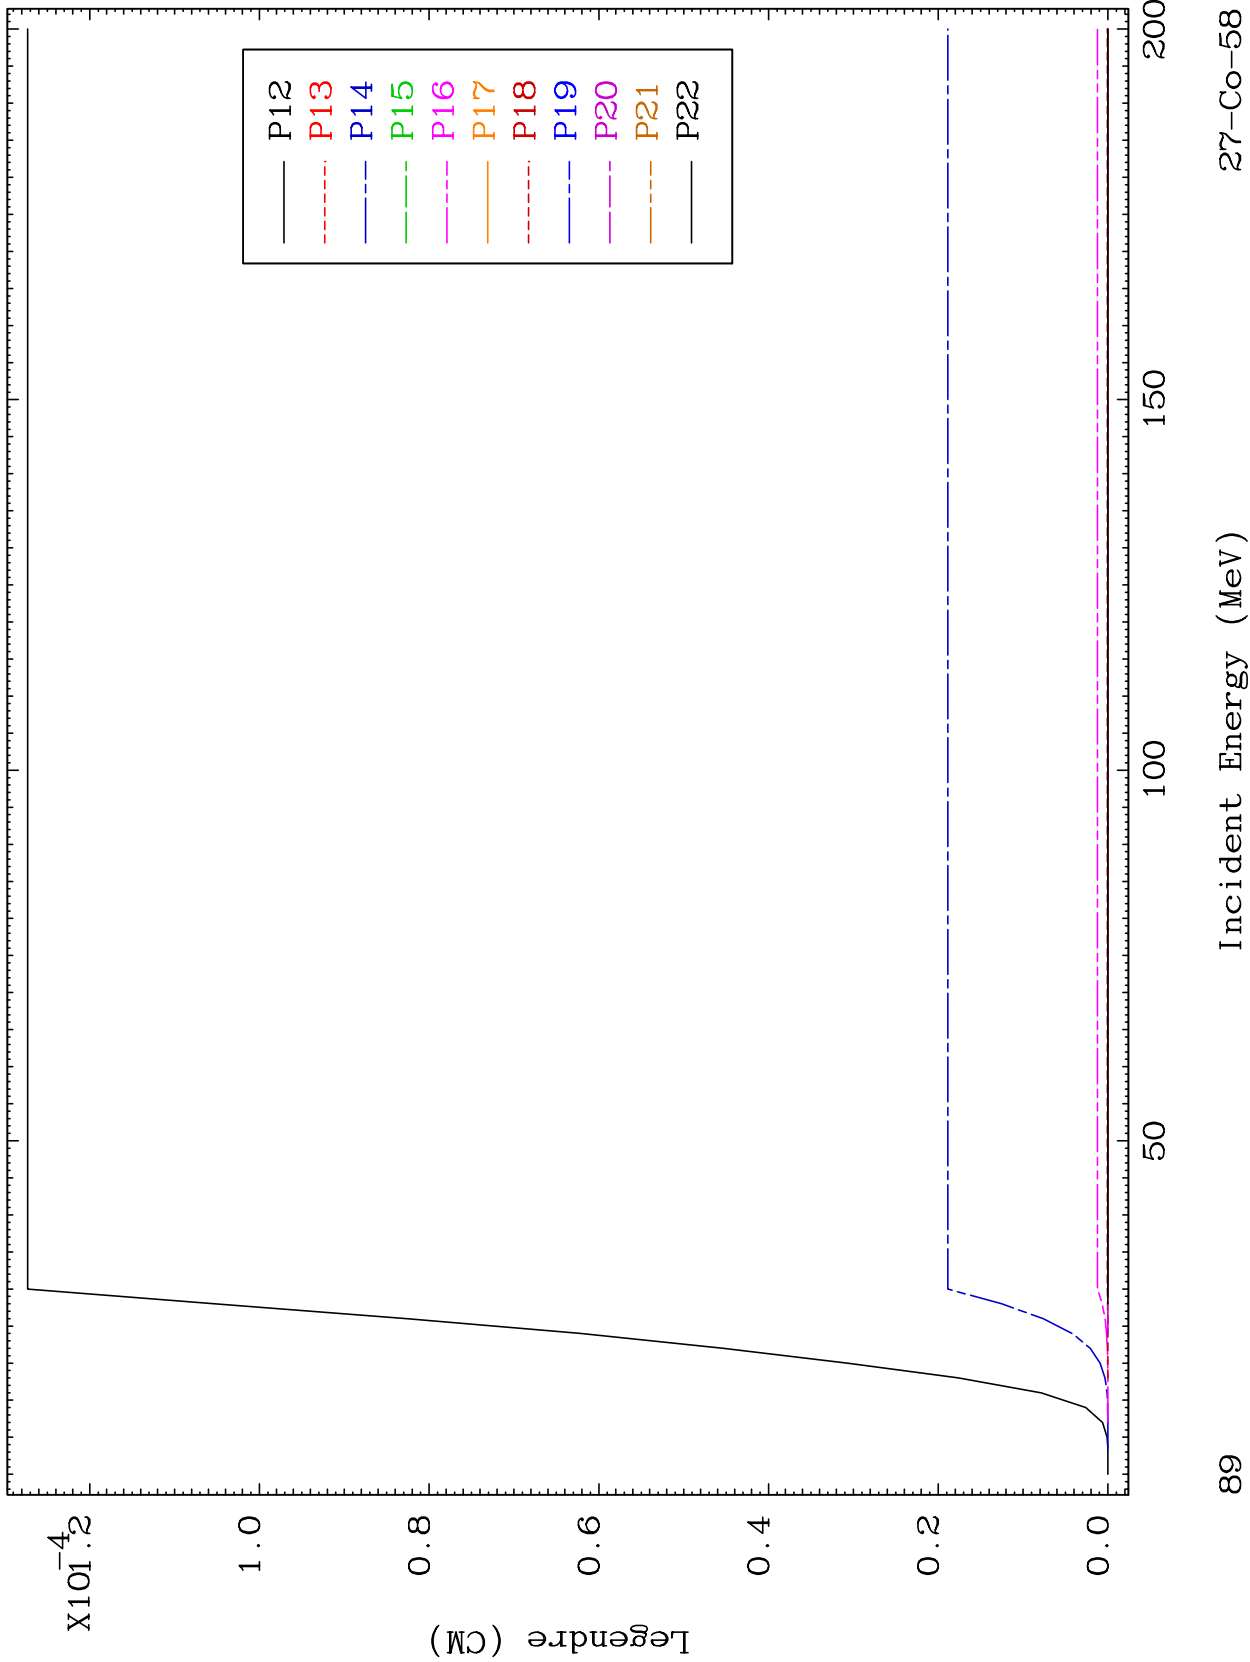 X10-4
1.2
1.0
0.8
0.6
0.4
0.2
0.0
Legendre (CM)
P12
P13
P14
P15
P16
P17
P18
P19
P20
P21
P22
50
100
150
200
89
Incident Energy (MeV)
27-Co-58